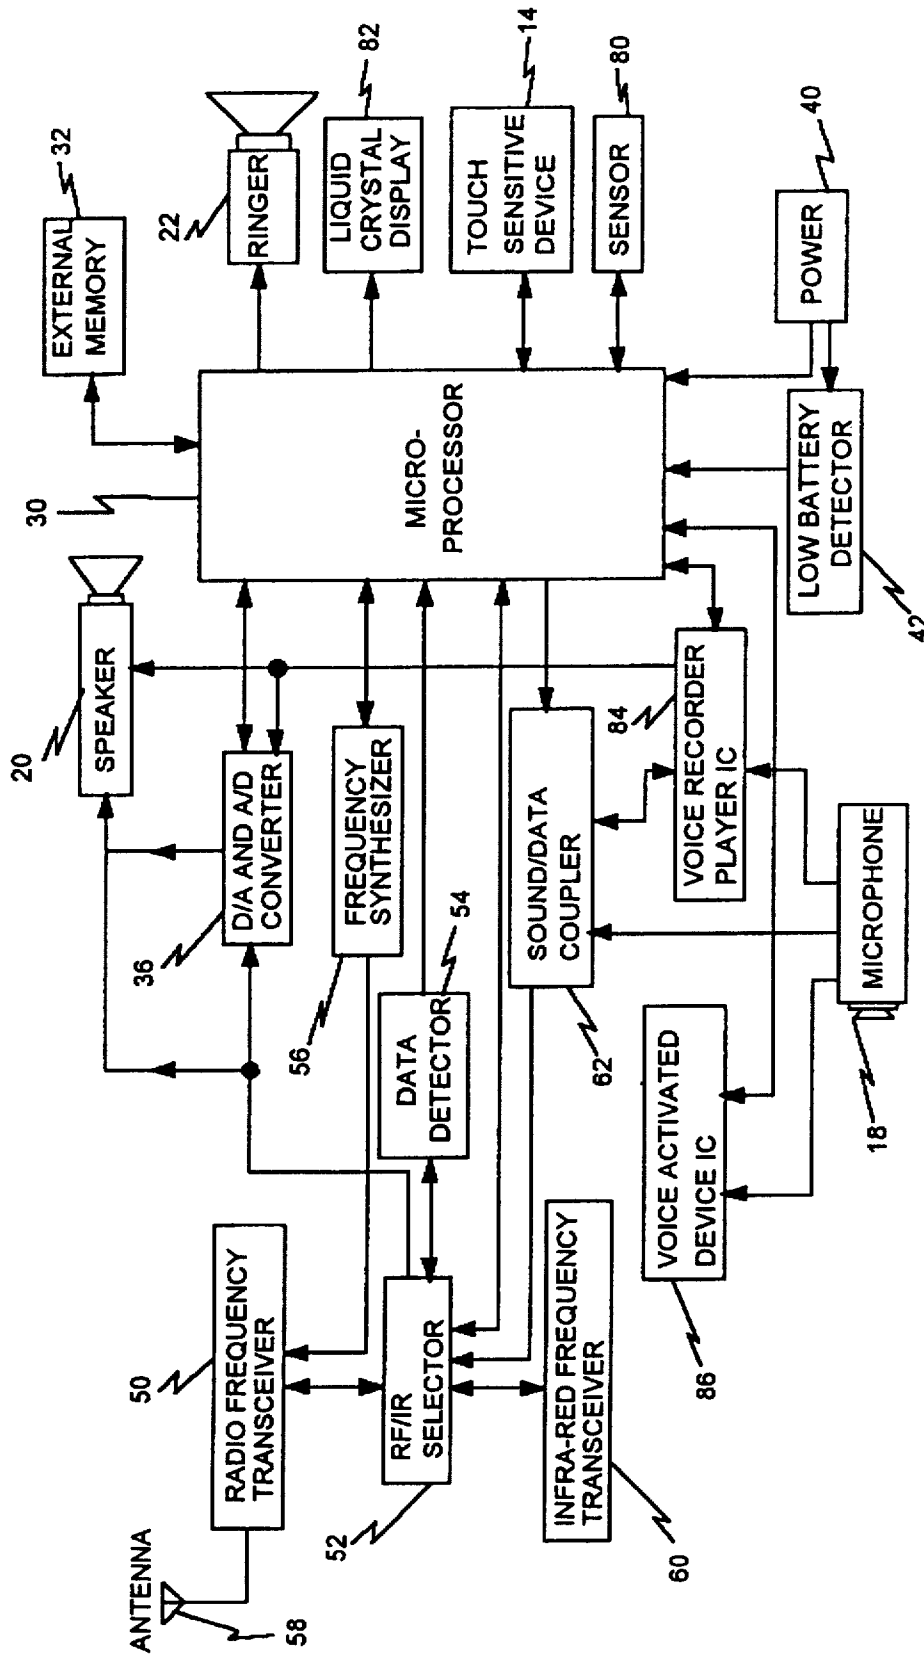 ANTENNA
58
50
RADIO FREQUENCY
TRANSCEIVER
52
RF/IR
SELECTOR
60
INFRA-RED FREQUENCY
TRANSCEIVER
20
SPEAKER
36
D/A AND A/D
CONVERTER
56
FREQUENCY
SYNTHESIZER
DATA
DETECTOR
54
62
SOUND/DATA
COUPLER
84
VOICE RECORDER
PLAYER IC
86
VOICE ACTIVATED
DEVICE IC
18
MICROPHONE
30
MICRO-
PROCESSOR
EXTERNAL
MEMORY
32
22
RINGER
LIQUID
CRYSTAL
DISPLAY
82
TOUCH
SENSITIVE
DEVICE
14
SENSOR
80
POWER
40
LOW BATTERY
DETECTOR
42